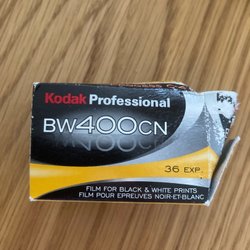 Kodak Professional
BW400CN
36 EXP.
FILM FOR BLACK & WHITE PRINTS
FILM POUR EPREUVES NOIR-ET-BLANC